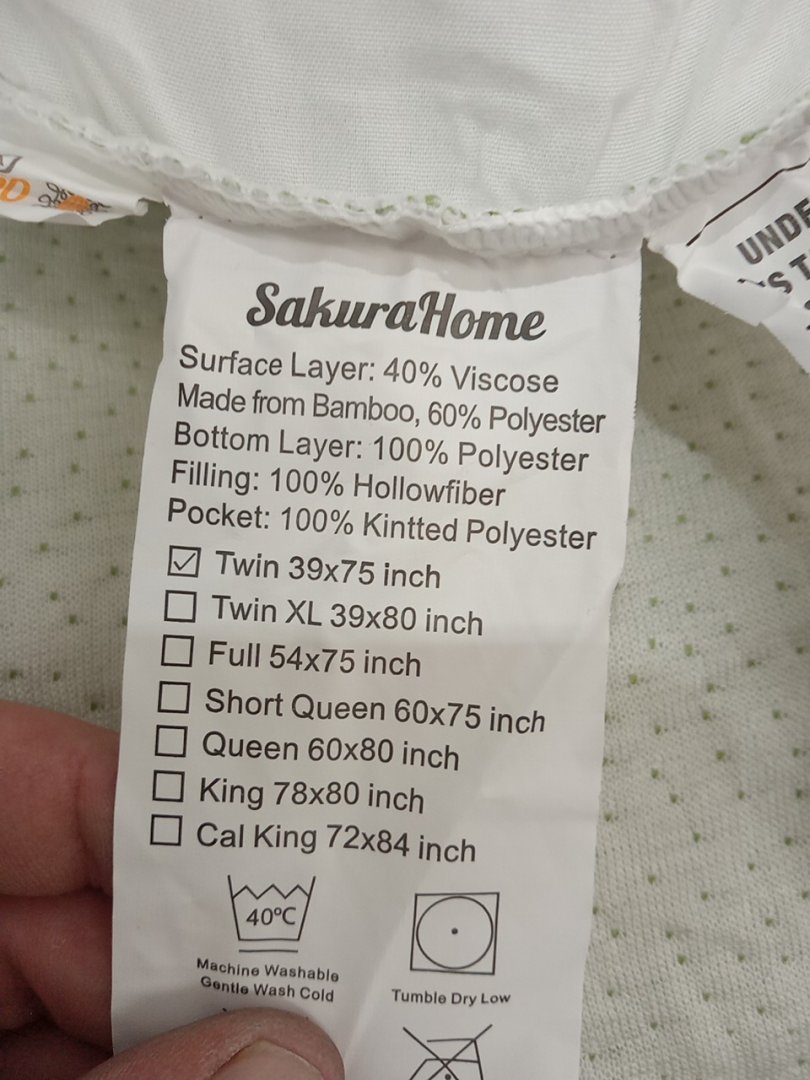 SakuraHome
Surface Layer: 40% Viscose
Made from Bamboo, 60% Polyester
Bottom Layer: 100% Polyester
Filling: 100% Hollowfiber
Pocket: 100% Kintted Polyester
☑ Twin 39x75 inch
☐ Twin XL 39x80 inch
☐ Full 54x75 inch
☐ Short Queen 60x75 inch
☐ Queen 60x80 inch
☐ King 78x80 inch
☐ Cal King 72x84 inch
40°C
Machine Washable
Gentle Wash Cold
Tumble Dry Low